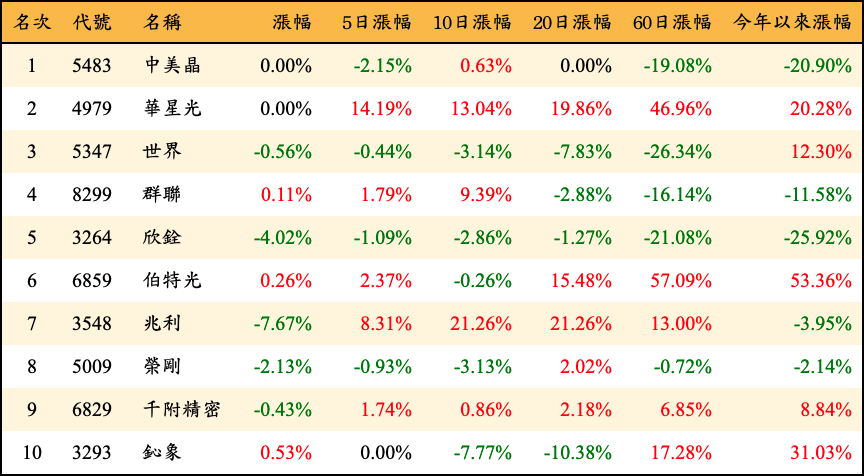 名次 代號 名稱 漲幅 5日漲幅 10日漲幅 20日漲幅 60日漲幅 今年以來漲幅
1 5483 中美晶 0.00% -2.15% 0.63% 0.00% -19.08% -20.90%
2 4979 華星光 0.00% 14.19% 13.04% 19.86% 46.96% 20.28%
3 5347 世界 -0.56% -0.44% -3.14% -7.83% -26.34% 12.30%
4 8299 群聯 0.11% 1.79% 9.39% -2.88% -16.14% -11.58%
5 3264 欣銓 -4.02% -1.09% -2.86% -1.27% -21.08% -25.92%
6 6859 伯特光 0.26% 2.37% -0.26% 15.48% 57.09% 53.36%
7 3548 兆利 -7.67% 8.31% 21.26% 21.26% 13.00% -3.95%
8 5009 榮剛 -2.13% -0.93% -3.13% 2.02% -0.72% -2.14%
9 6829 千附精密 -0.43% 1.74% 0.86% 2.18% 6.85% 8.84%
10 3293 鈊象 0.53% 0.00% -7.77% -10.38% 17.28% 31.03%